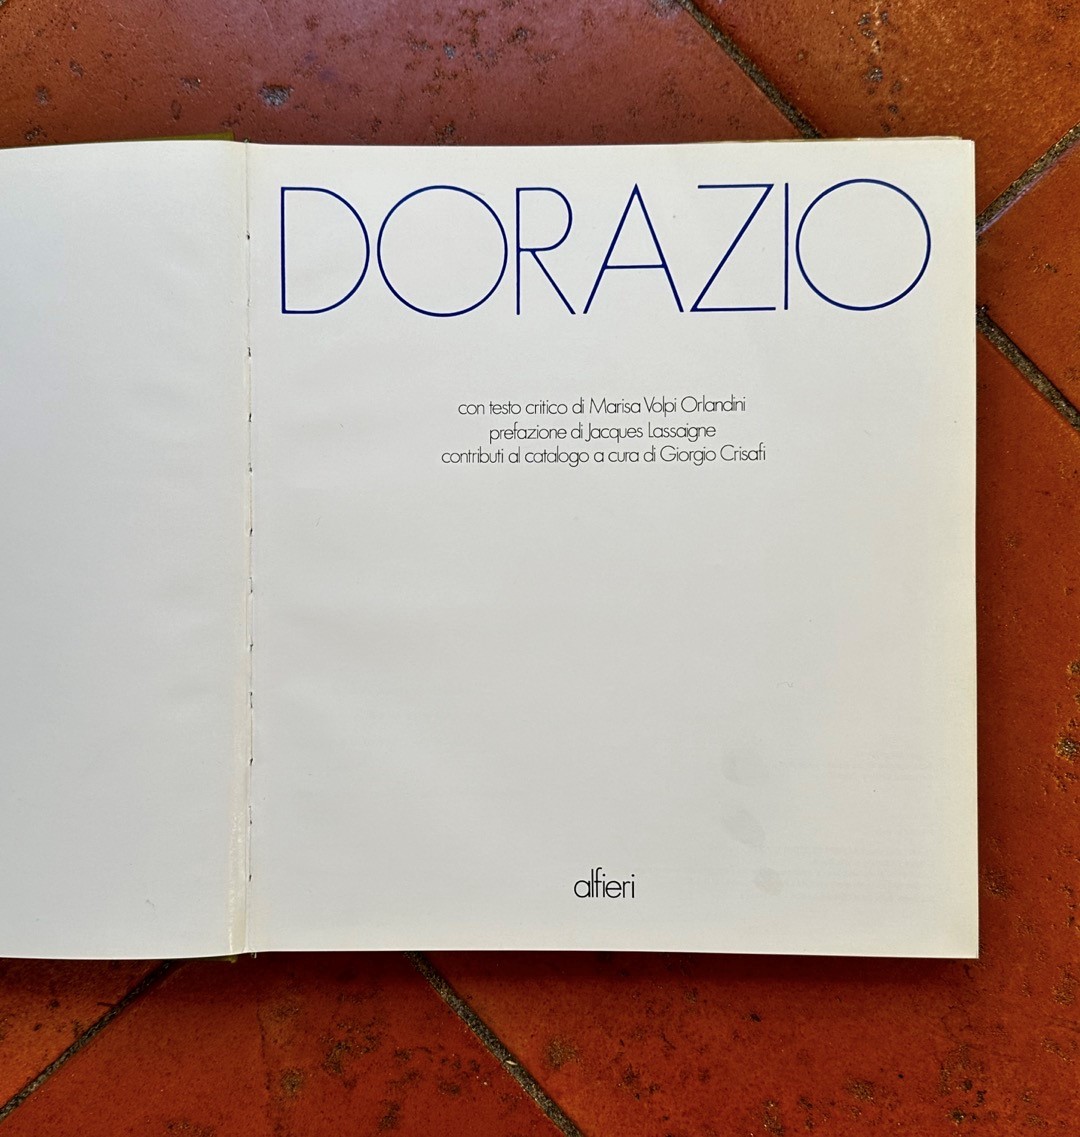 DORAZIO
con testo critico di Marisa Volpi Orlandini
prefazione di Jacques Lassaigne
contributi al catalogo a cura di Giorgio Crisafi
alfieri